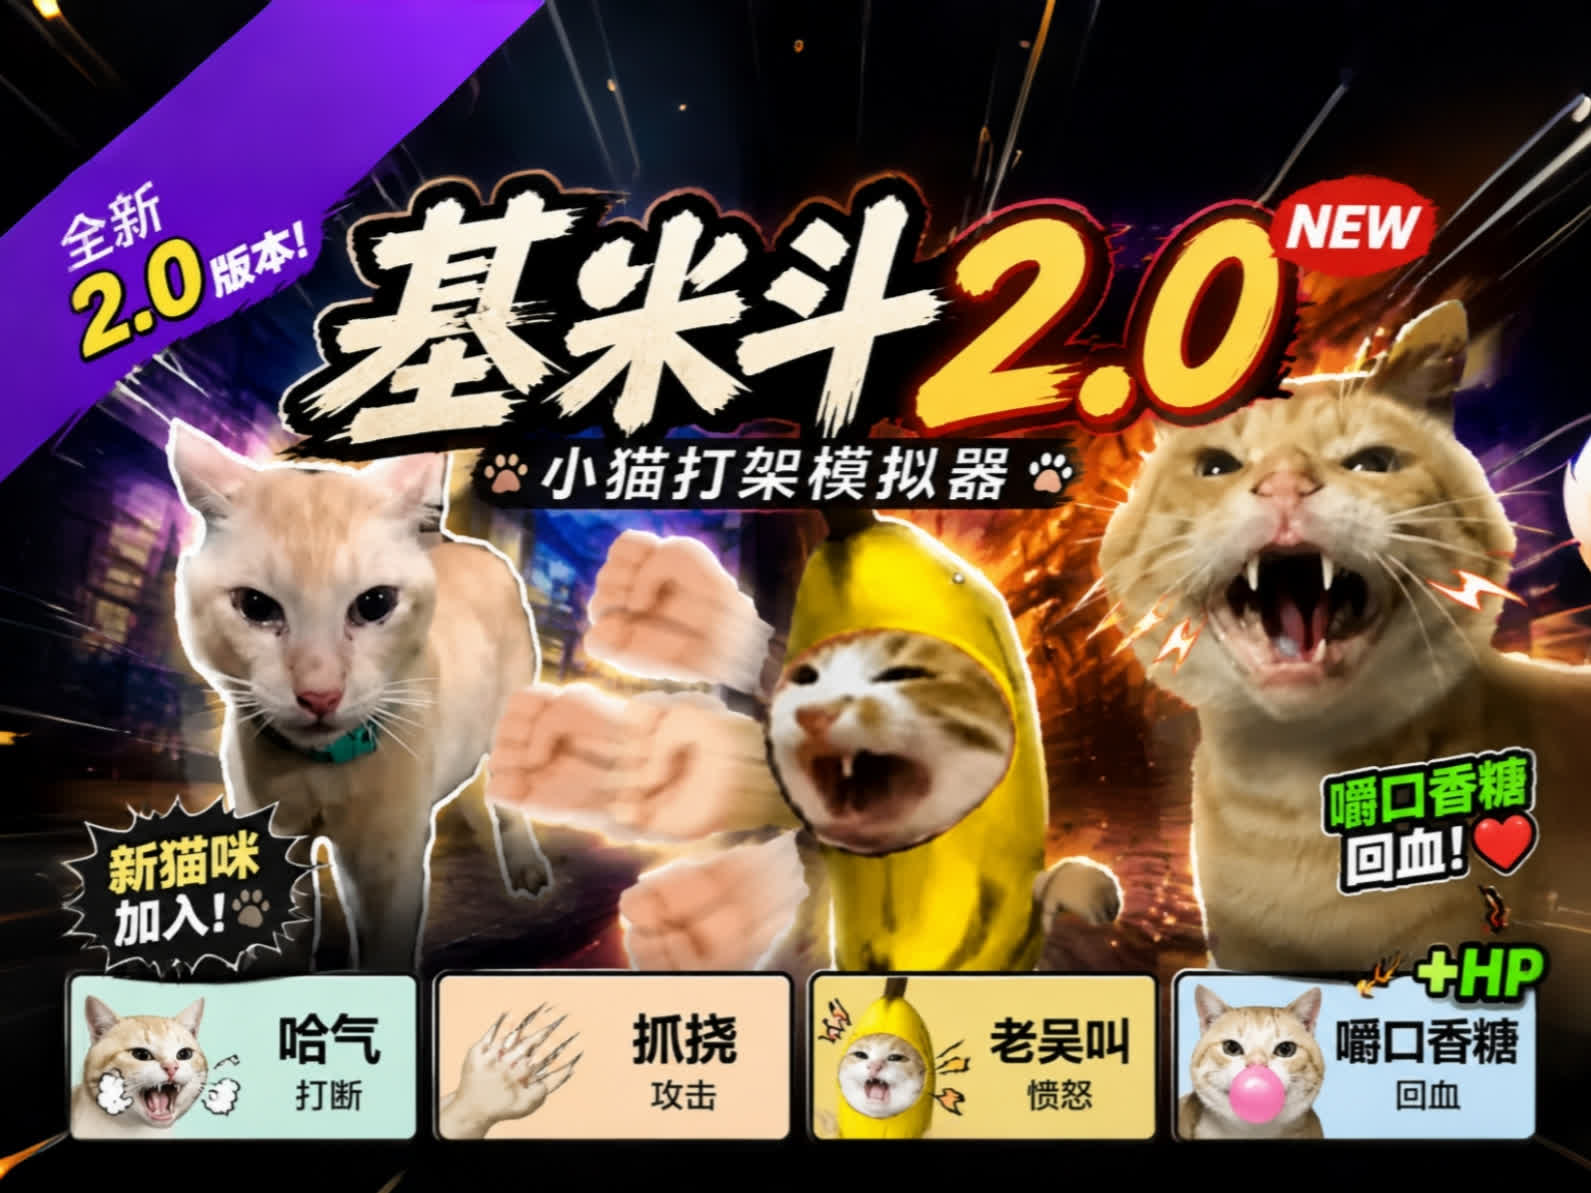 全新
2.0版本!
基米斗2.0
NEW
小猫打架模拟器
新猫咪
加入!
嚼口香糖
回血!
+HP
哈气
打断
抓挠
攻击
老吴叫
愤怒
嚼口香糖
回血